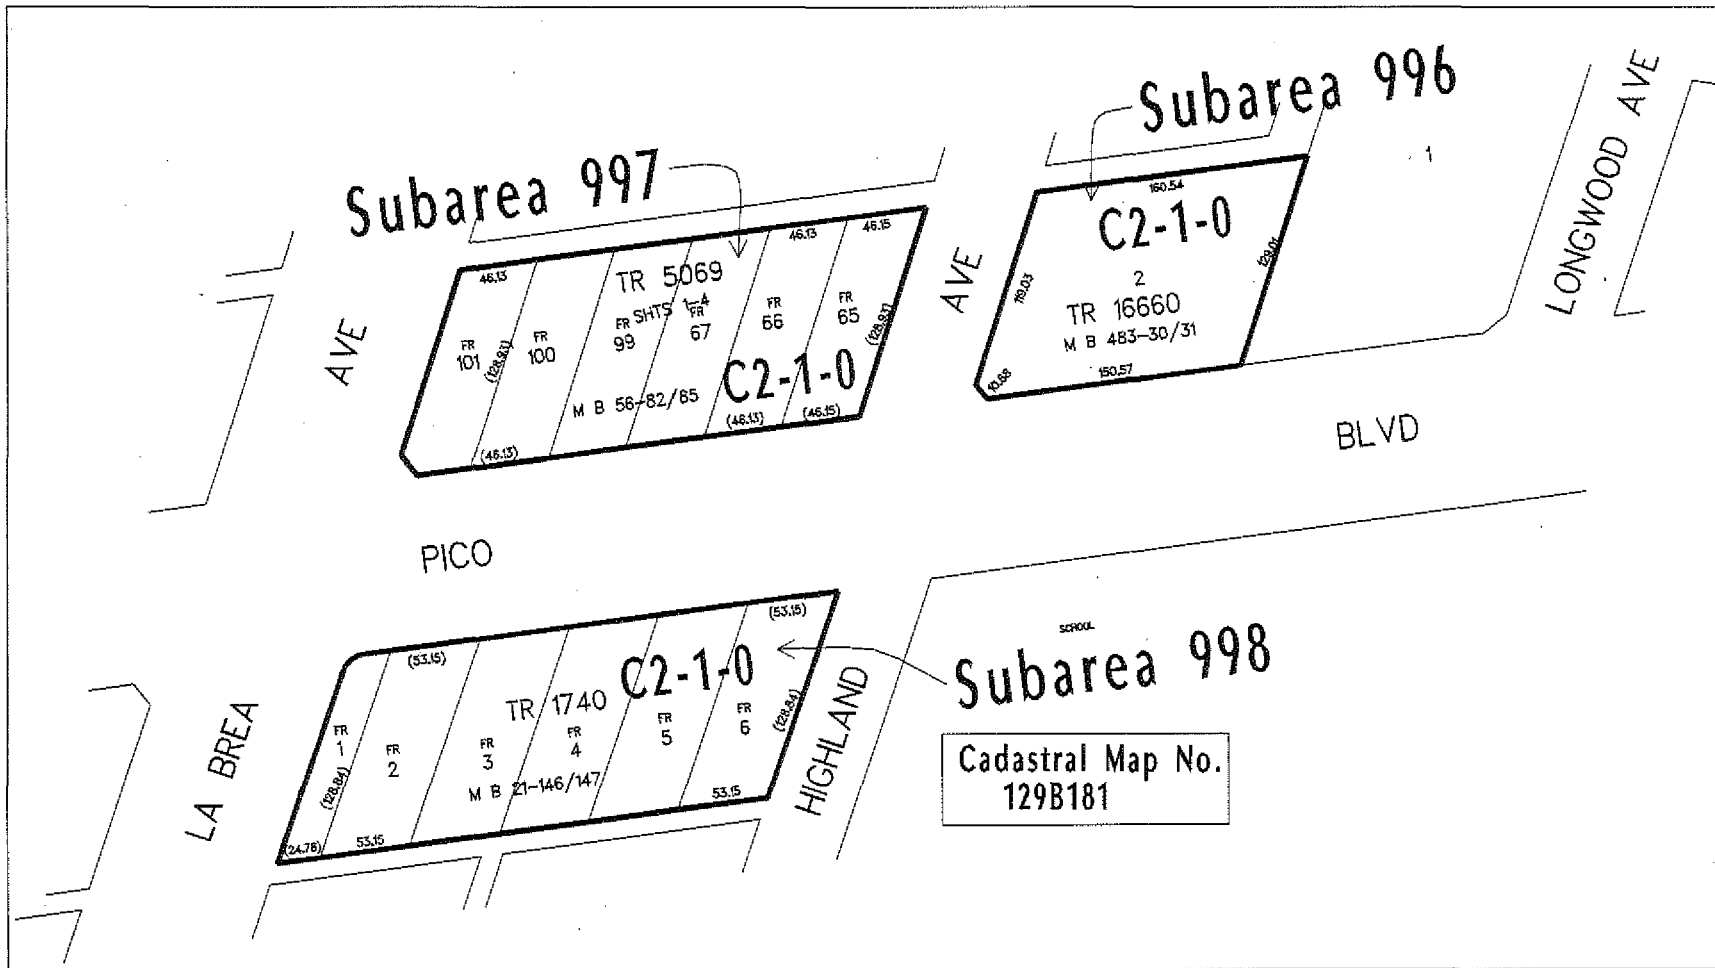 Subarea 996
Subarea 997
LONGWOOD AVE
1
160.54
C2-1-0
2
TR 16660
M B 483-30/31
119.03
129.01
10.68
150.57
46.13
46.13
46.15
TR 5069
SHTS 1-4
FR
101
(128.93)
FR
100
FR
99
FR
67
FR
66
FR
65
(128.93)
C2-1-0
M B 56-82/85
(46.13)
(46.13)
(46.15)
AVE
AVE
BLVD
PICO
(53.15)
(53.15)
C2-1-0
TR 1740
FR
1
FR
2
FR
3
FR
4
FR
5
FR
6
(128.84)
(128.84)
M B 21-146/147
(24.78)
53.15
53.15
LA BREA
HIGHLAND
SCHOOL
Subarea 998
Cadastral Map No.
129B181